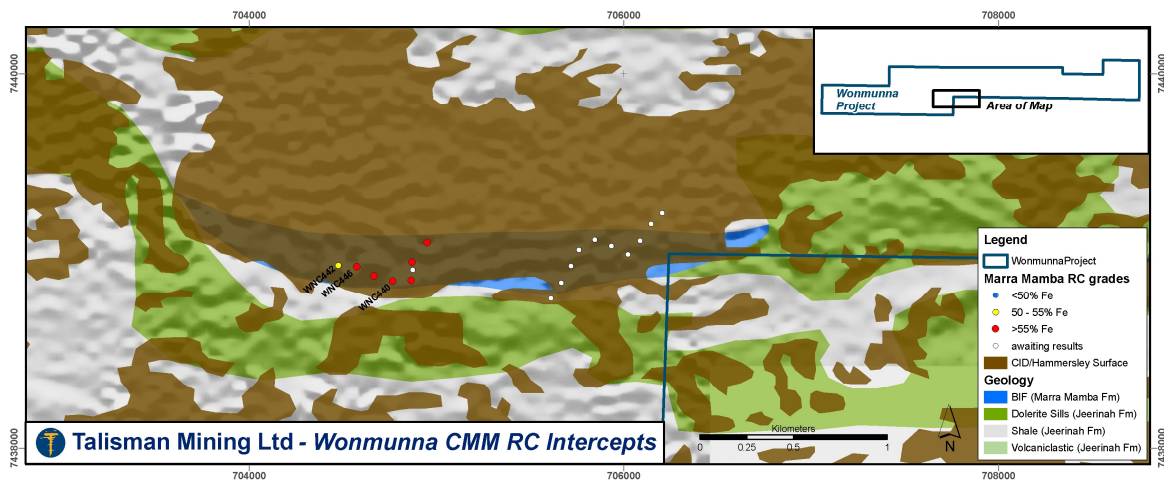 704000
706000
708000
7440000
7440000
Wonmunna
Project
Area of Map
WNC442
WNC446
WNC440
Legend
WonmunnaProject
Marra Mamba RC grades
<50% Fe
50 - 55% Fe
>55% Fe
awaiting results
CID/Hammersley Surface
Geology
BIF (Marra Mamba Fm)
Dolerite Sills (Jeerinah Fm)
Shale (Jeerinah Fm)
Volcaniclastic (Jeerinah Fm)
Kilometers
0 0.25 0.5 1
N
Talisman Mining Ltd - Wonmunna CMM RC Intercepts
7438000
7438000
704000
706000
708000